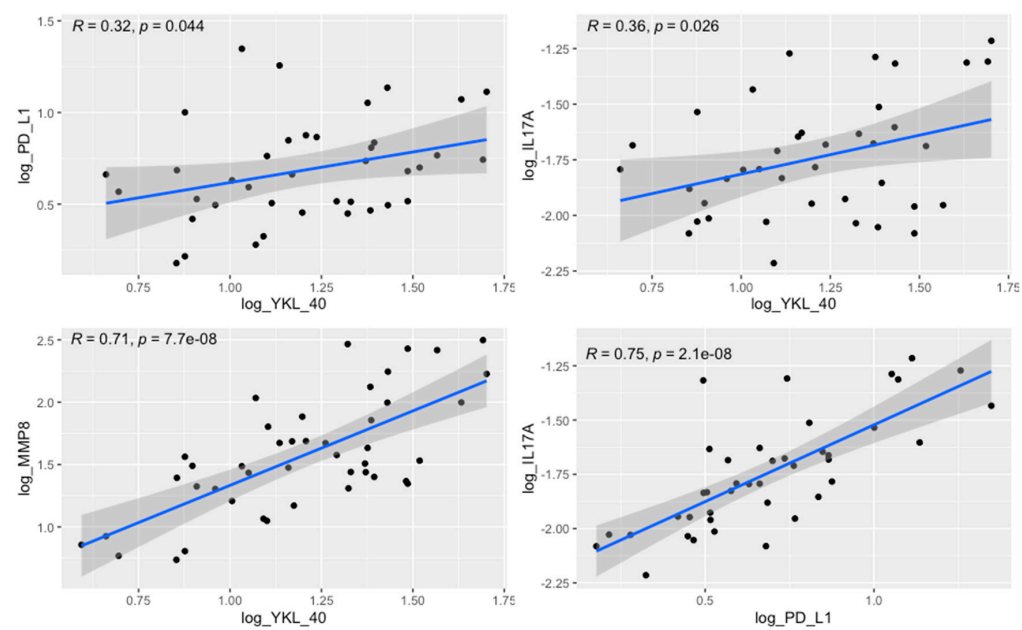 R = 0.32, p = 0.044
1.5
1.0
0.5
log_PD_L1
0.75 1.00 1.25 1.50 1.75
log_YKL_40
R = 0.36, p = 0.026
-1.25
-1.50
-1.75
-2.00
-2.25
log_IL17A
0.75 1.00 1.25 1.50 1.75
log_YKL_40
R = 0.71, p = 7.7e-08
2.5
2.0
1.5
1.0
log_MMP8
0.75 1.00 1.25 1.50 1.75
log_YKL_40
R = 0.75, p = 2.1e-08
-1.25
-1.50
-1.75
-2.00
-2.25
log_IL17A
0.5 1.0
log_PD_L1